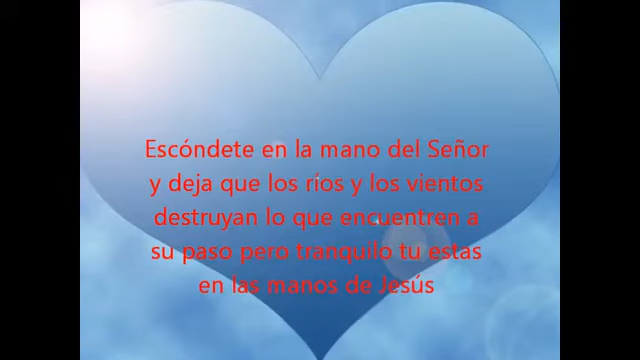 Escóndete en la mano del Señor
y deja que los ríos y los vientos
destruyan lo que encuentren a
su paso pero tranquilo tu estas
en las manos de Jesús